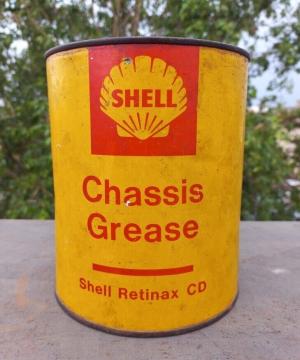 SHELL
Chassis
Grease
Shell Retinax CD